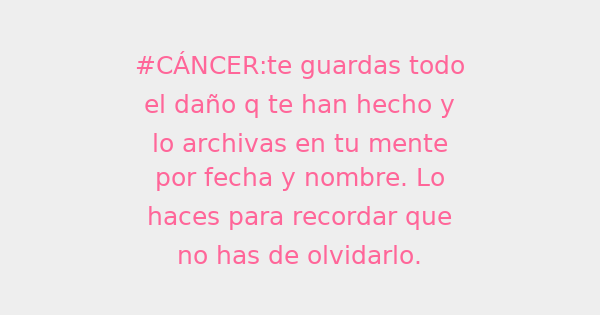 #CÁNCER:te guardas todo
el daño q te han hecho y
lo archivas en tu mente
por fecha y nombre. Lo
haces para recordar que
no has de olvidarlo.